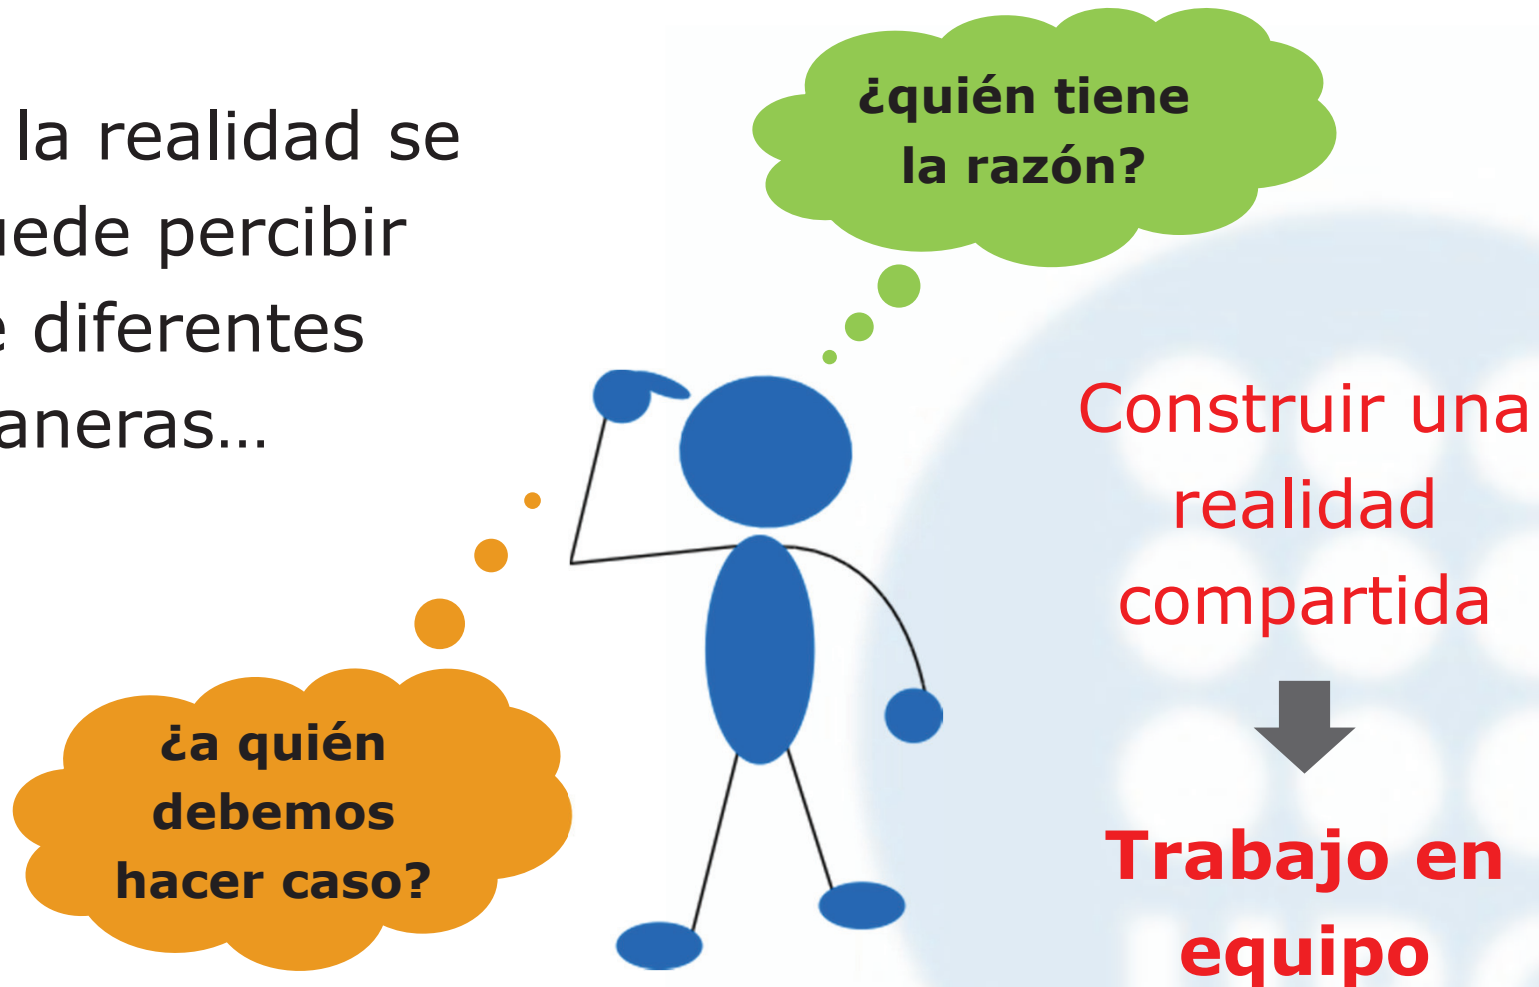 la realidad se
uede percibir
e diferentes
aneras...
¿quién tiene
la razón?
¿a quién
debemos
hacer caso?
Construir una
realidad
compartida
Trabajo en
equipo